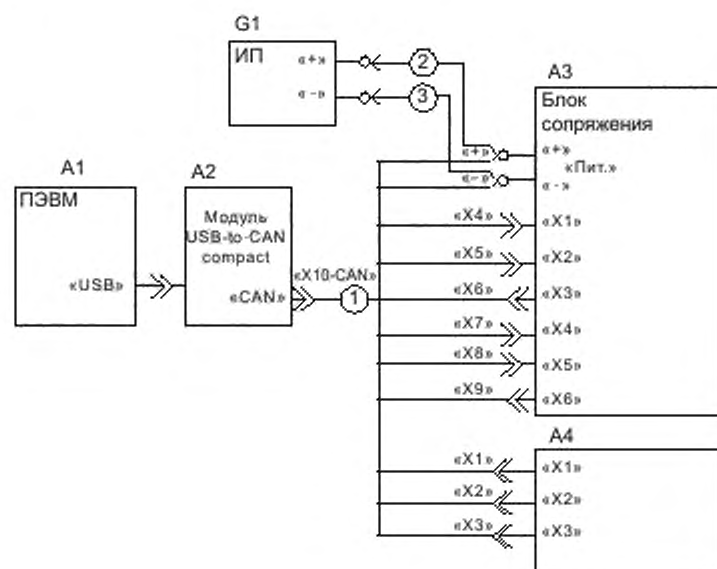 G1
ИП
«+»
«-»
2
3
A3
Блок
сопряжения
«+»
«Пит.»
«-»
«+»
«-»
A1
ПЭВМ
«USB»
A2
Модуль
USB-to-CAN
compact
«CAN»
«X10-CAN»
1
«X4»
«X1»
«X5»
«X2»
«X6»
«X3»
«X7»
«X4»
«X8»
«X5»
«X9»
«X6»
A4
«X1»
«X1»
«X2»
«X2»
«X3»
«X3»